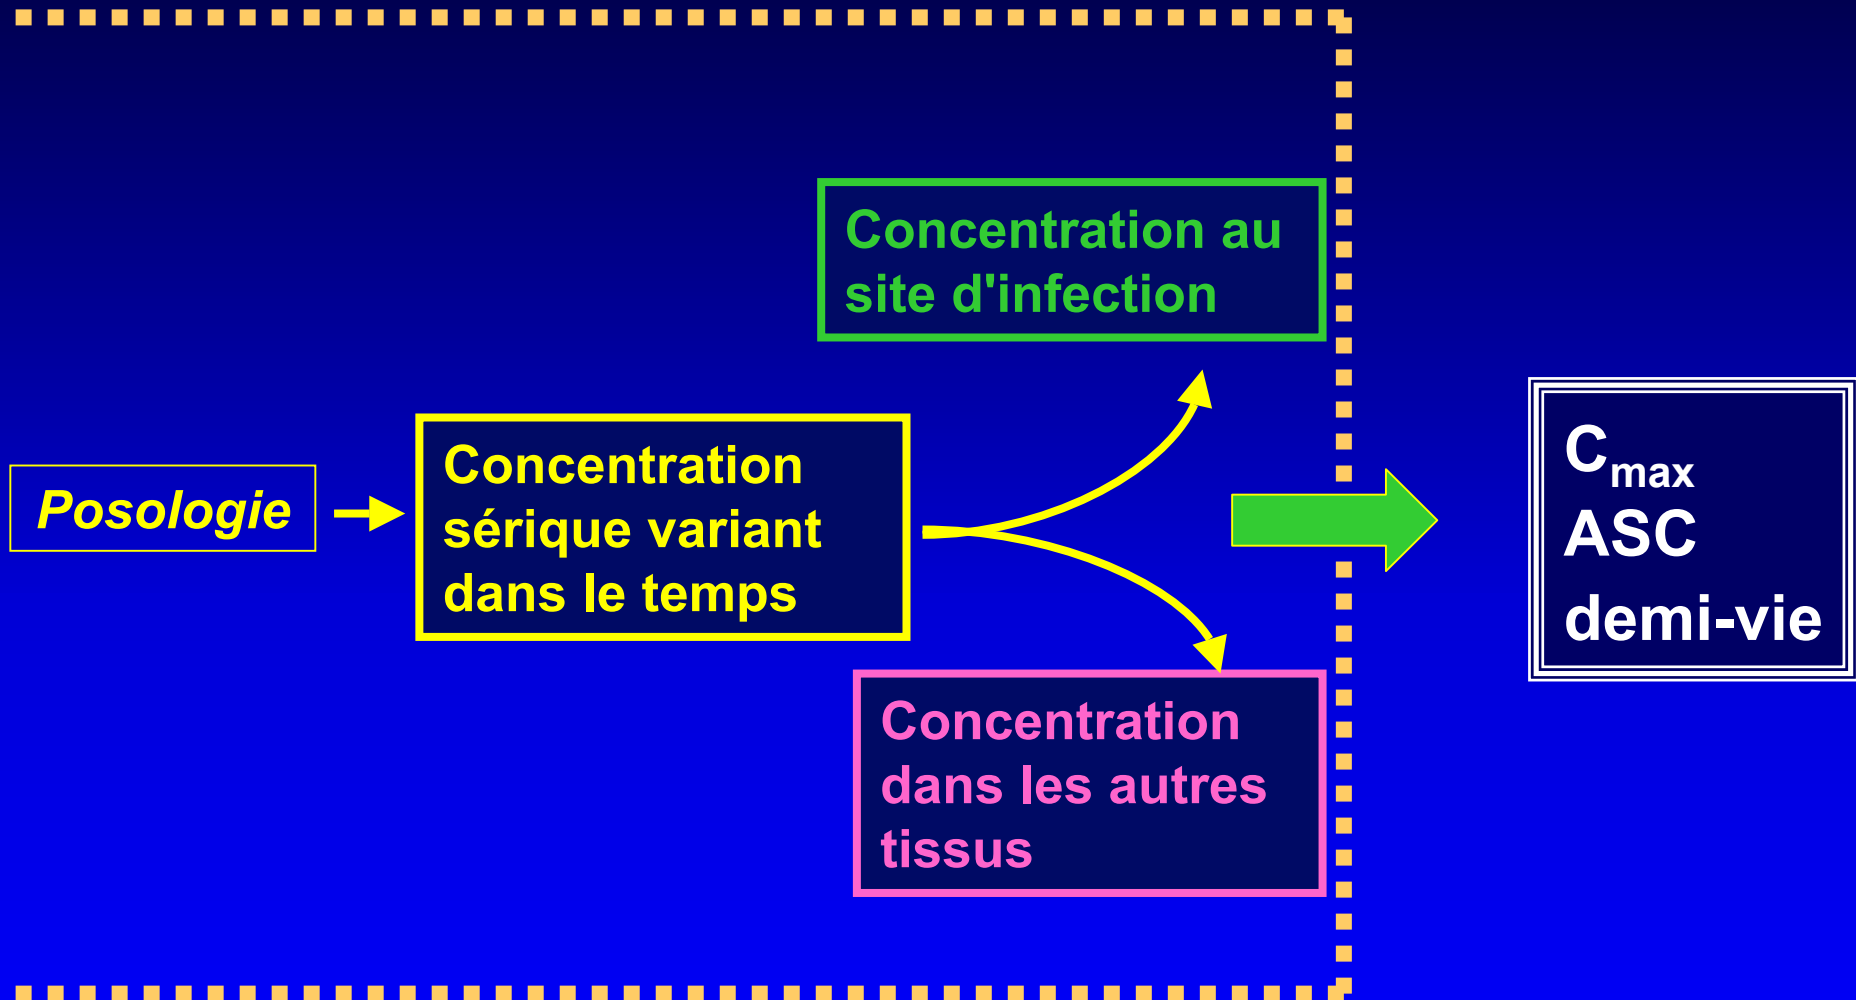 Posologie
Concentration
sérique variant
dans le temps
Concentration au
site d'infection
Concentration
dans les autres
tissus
Cmax
ASC
demi-vie